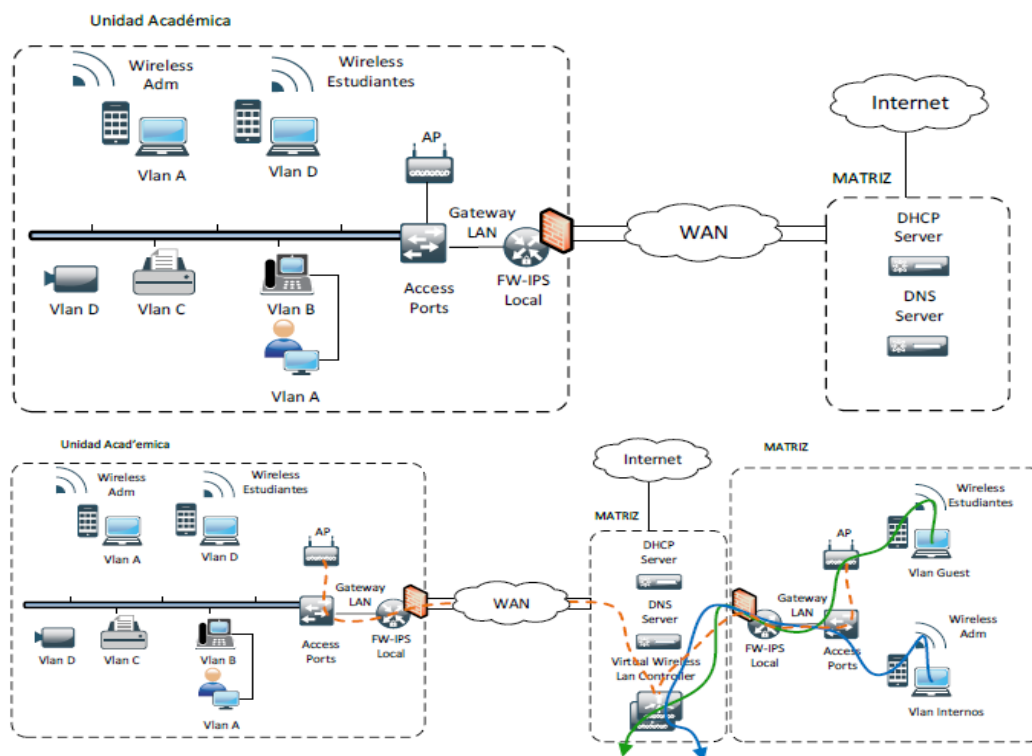 Unidad Académica
Wireless
Adm
Wireless
Estudiantes
Vlan A
Vlan D
AP
Internet
MATRIZ
Gateway
LAN
WAN
DHCP
Server
Vlan D
Vlan C
Vlan B
Access
Ports
FW-IPS
Local
DNS
Server
Vlan A
Unidad Acad'emica
Wireless
Adm
Wireless
Estudiantes
Vlan A
Vlan D
AP
Gateway
LAN
Vlan D
Vlan C
Vlan B
Access
Ports
FW-IPS
Local
Vlan A
WAN
Internet
MATRIZ
DHCP
Server
DNS
Server
Virtual Wireless
Lan Controller
MATRIZ
Wireless
Estudiantes
AP
Vlan Guest
Gateway
LAN
FW-IPS
Local
Access
Ports
Wireless
Adm
Vlan Internos